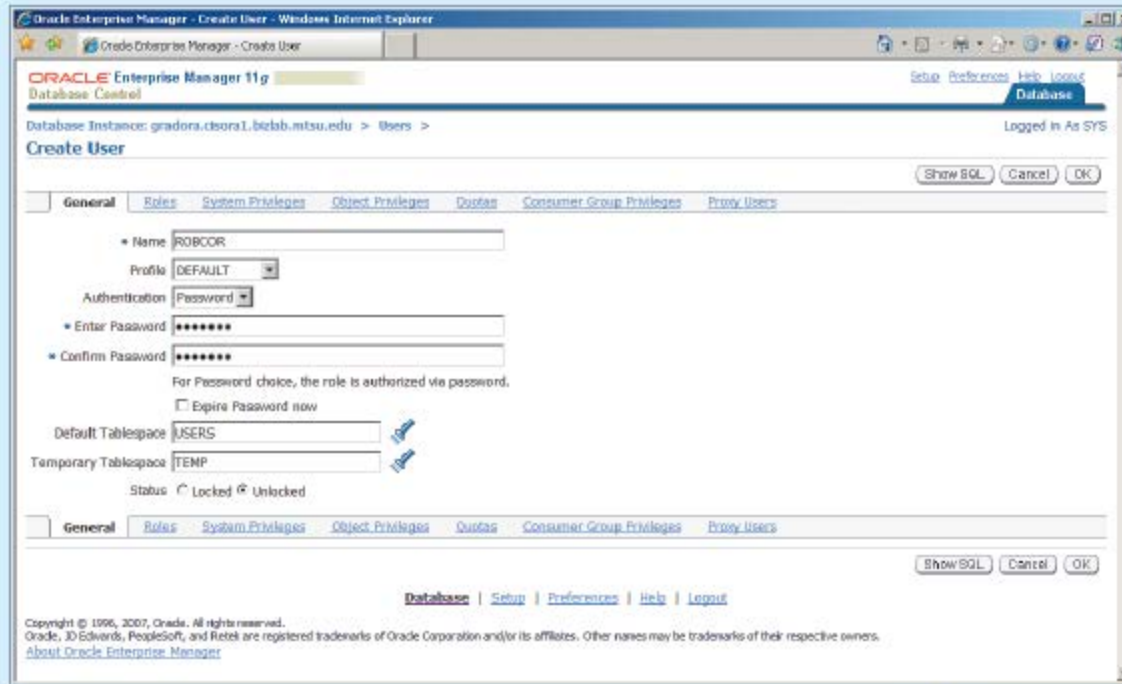 Oracle Enterprise Manager - Create User - Windows Internet Explorer
Oracle Enterprise Manager - Create User
ORACLE Enterprise Manager 11g
Database Control
Setup Preferences Help Logout
Database
Database Instance: gradora.cisora1.bizlab.mtsu.edu > Users >
Logged in As SYS
Create User
Show SQL Cancel OK
General Roles System Privileges Object Privileges Quotas Consumer Group Privileges Proxy Users
* Name ROBCOR
Profile DEFAULT
Authentication Password
* Enter Password •••••••
* Confirm Password •••••••
For Password choice, the role is authorized via password.
Expire Password now
Default Tablespace USERS
Temporary Tablespace TEMP
Status Locked Unlocked
General Roles System Privileges Object Privileges Quotas Consumer Group Privileges Proxy Users
Show SQL Cancel OK
Database | Setup | Preferences | Help | Logout
Copyright © 1996, 2007, Oracle. All rights reserved.
Oracle, JD Edwards, PeopleSoft, and Retek are registered trademarks of Oracle Corporation and/or its affiliates. Other names may be trademarks of their respective owners.
About Oracle Enterprise Manager